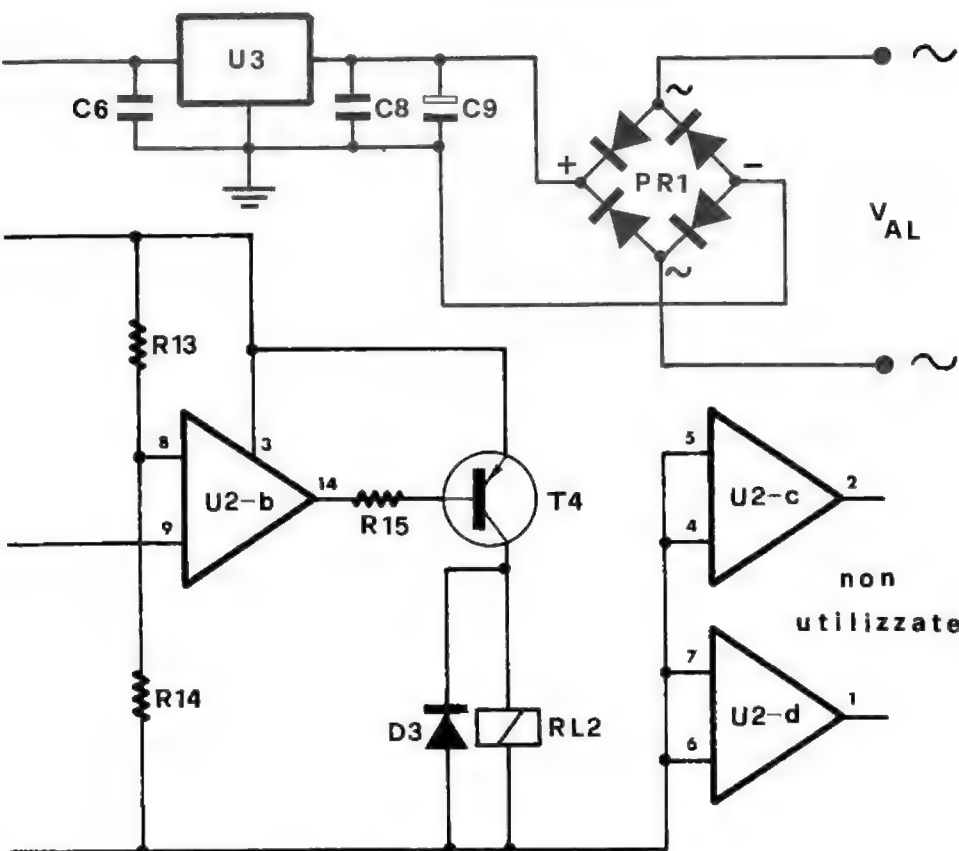 U3
C6
C8
C9
~
~
+
PR1
-
~
~
V AL
R13
8
3
U2-b
14
R15
T4
9
R14
D3
RL2
5
U2-c
2
4
non
utilizzate
7
U2-d
1
6